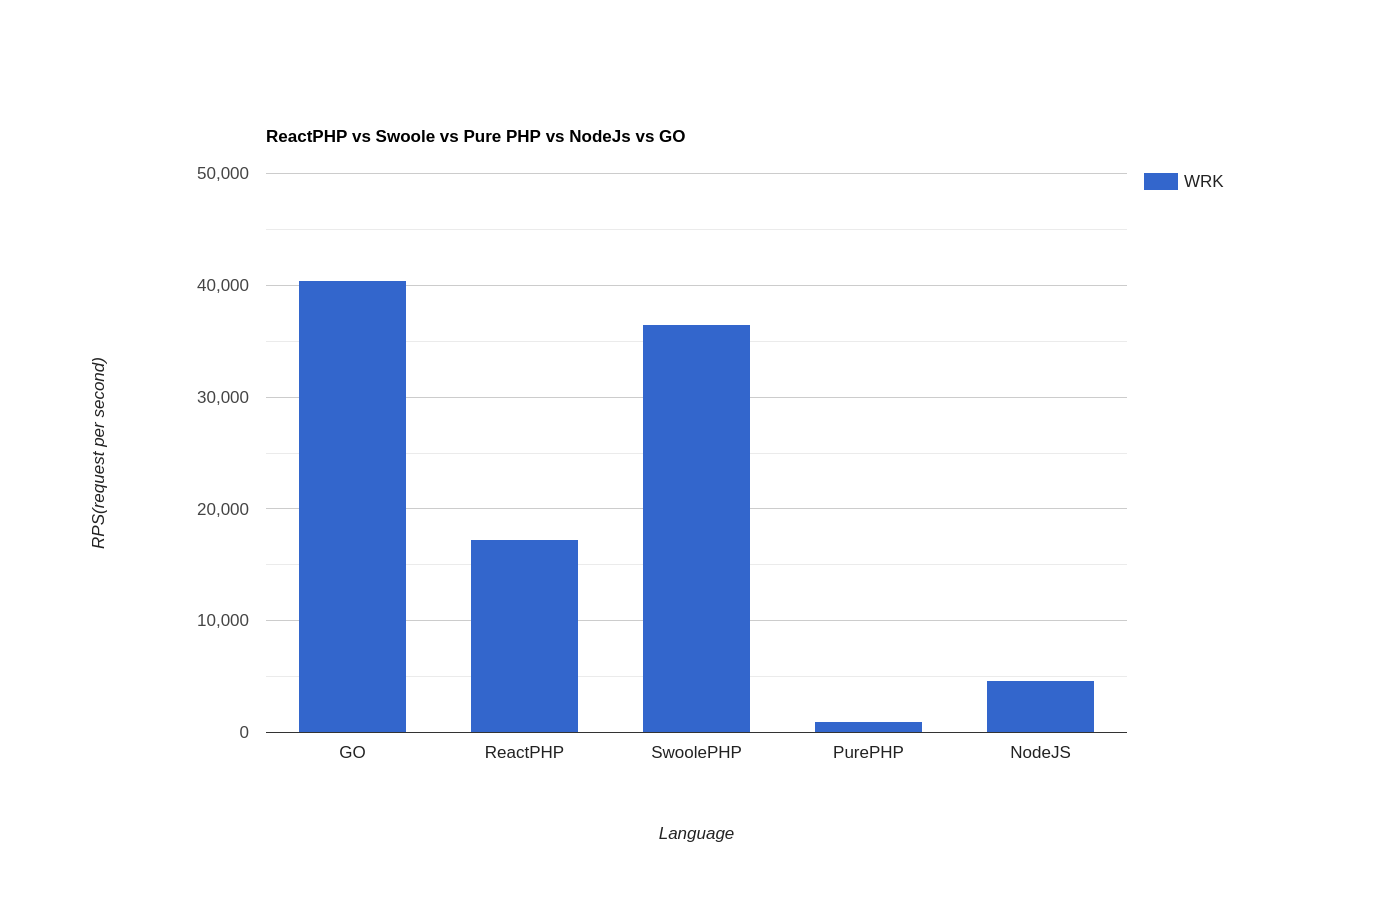 ReactPHP vs Swoole vs Pure PHP vs NodeJs vs GO
WRK
RPS(request per second)
50,000
40,000
30,000
20,000
10,000
0
GO
ReactPHP
SwoolePHP
PurePHP
NodeJS
Language